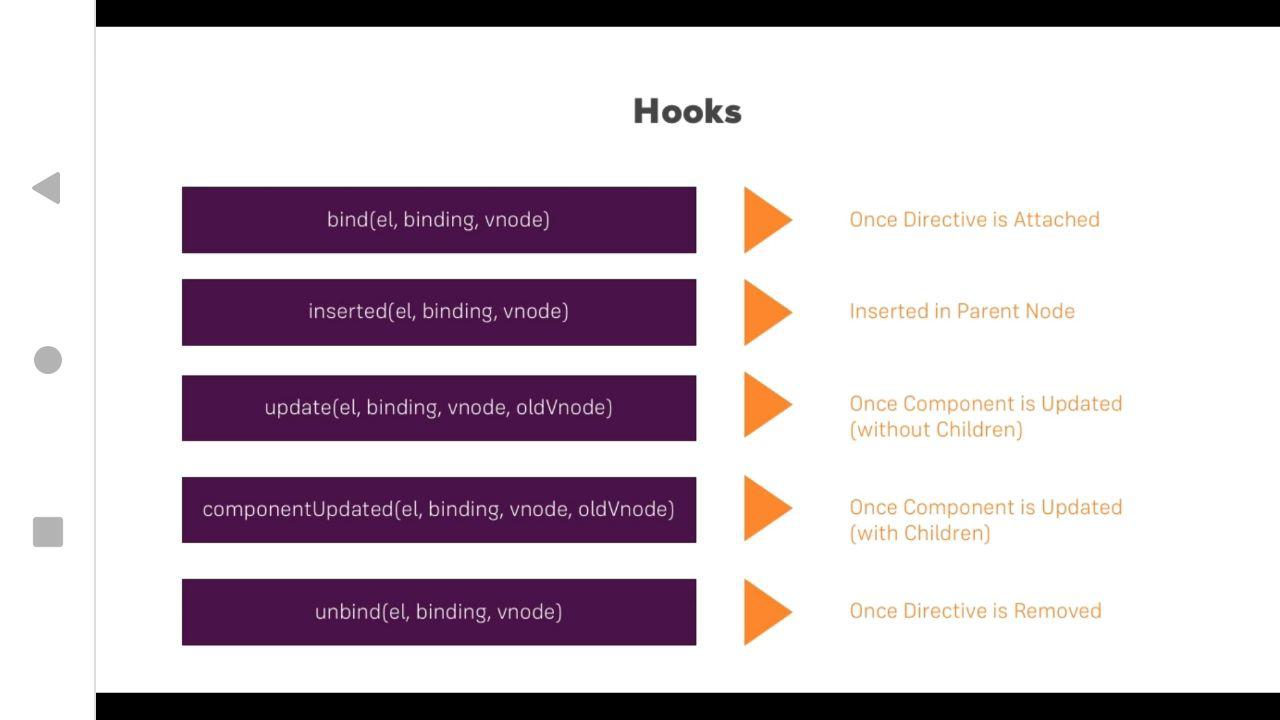 Hooks
bind(el, binding, vnode)
Once Directive is Attached
inserted(el, binding, vnode)
Inserted in Parent Node
update(el, binding, vnode, oldVnode)
Once Component is Updated
(without Children)
componentUpdated(el, binding, vnode, oldVnode)
Once Component is Updated
(with Children)
unbind(el, binding, vnode)
Once Directive is Removed